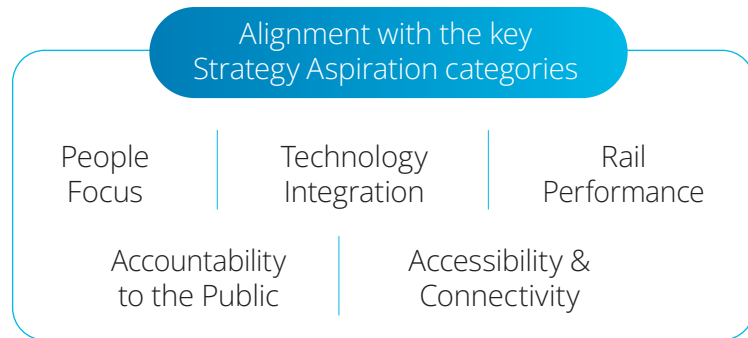 Alignment with the key
Strategy Aspiration categories
People
Focus
Technology
Integration
Rail
Performance
Accountability
to the Public
Accessibility &
Connectivity